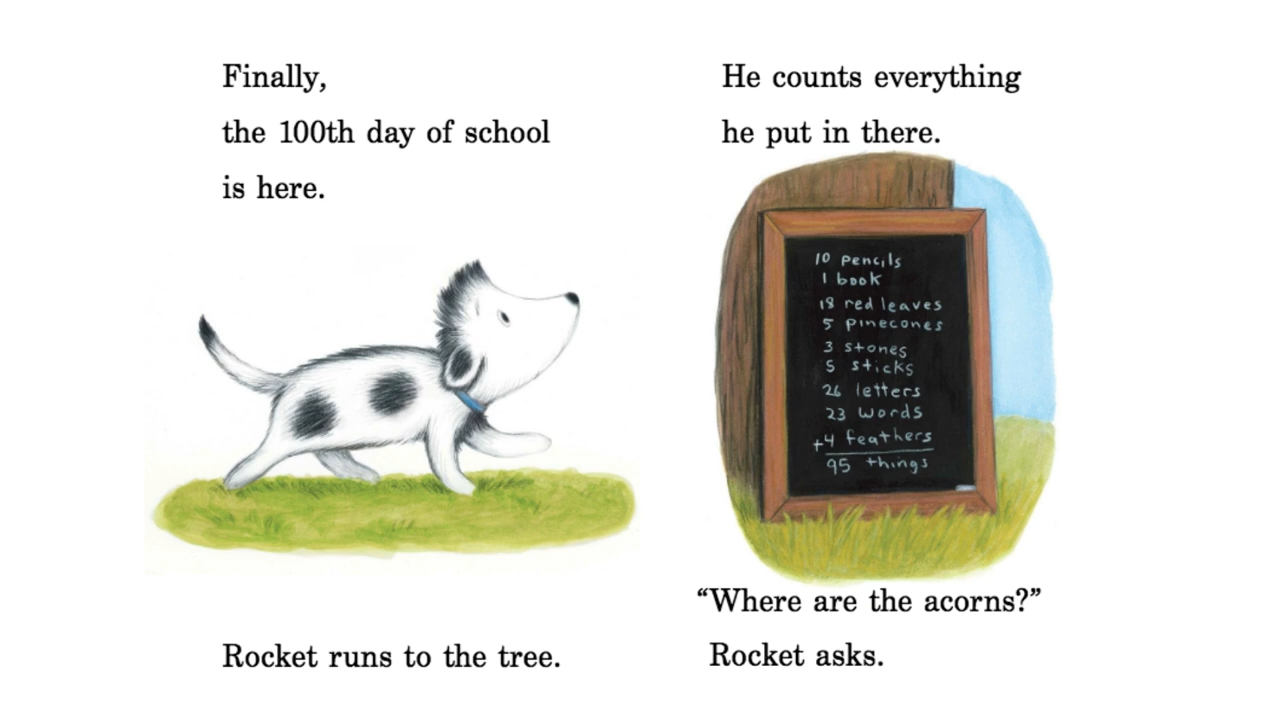 Finally,
the 100th day of school
is here.
Rocket runs to the tree.
He counts everything
he put in there.
10 pencils
1 book
18 red leaves
5 pinecones
3 stones
5 sticks
26 letters
23 words
+4 feathers
95 things
“Where are the acorns?”
Rocket asks.